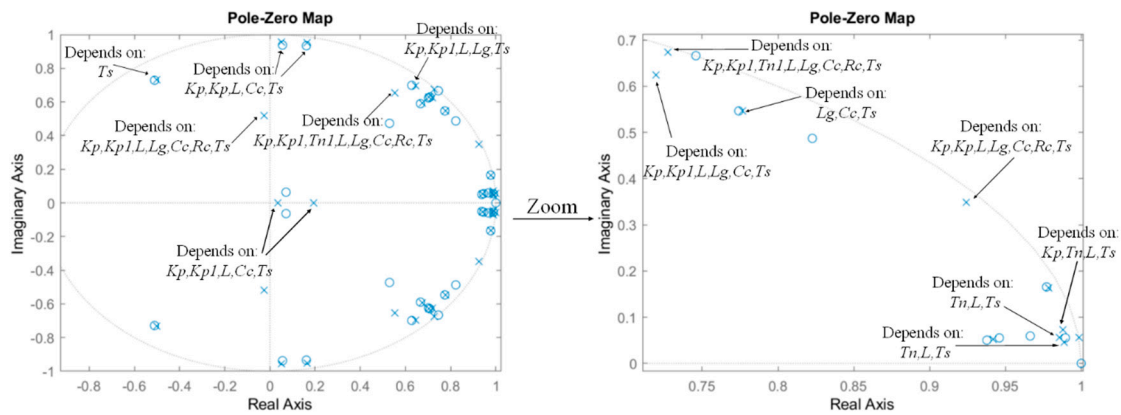 Pole-Zero Map
Depends on:
Ts
Depends on:
Kp,Kp,L,Cc,Ts
Depends on:
Kp,Kp1,L,Lg,Ts
Depends on:
Kp,Kp1,L,Lg,Cc,Rc,Ts
Depends on:
Kp,Kp1,Tn1,L,Lg,Cc,Rc,Ts
Depends on:
Kp,Kp1,L,Cc,Ts
1
0.8
0.6
0.4
0.2
0
-0.2
-0.4
-0.6
-0.8
-1
Imaginary Axis
-0.8
-0.6
-0.4
-0.2
0
0.2
0.4
0.6
0.8
1
Real Axis
Zoom
Pole-Zero Map
Depends on:
Kp,Kp1,Tn1,L,Lg,Cc,Rc,Ts
Depends on:
Lg,Cc,Ts
Depends on:
Kp,Kp1,L,Lg,Cc,Ts
Depends on:
Kp,Kp,L,Lg,Cc,Rc,Ts
Depends on:
Kp,Tn,L,Ts
Depends on:
Tn,L,Ts
Depends on:
Tn,L,Ts
0.7
0.6
0.5
0.4
0.3
0.2
0.1
0
Imaginary Axis
0.75
0.8
0.85
0.9
0.95
1
Real Axis